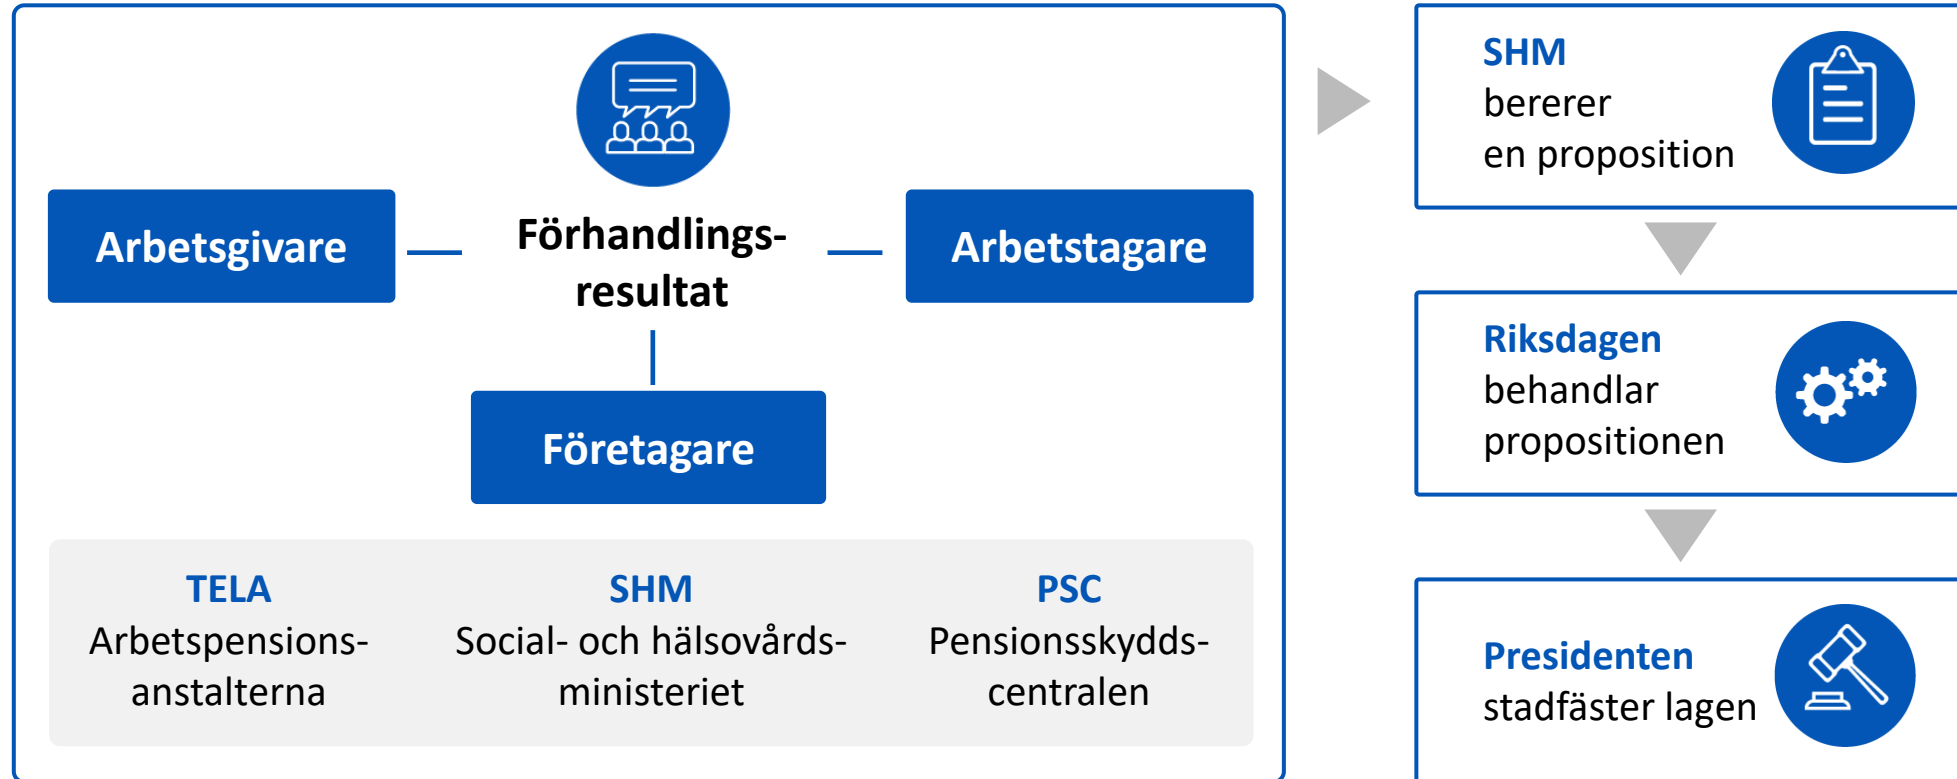 Förhandlings-
resultat
Arbetsgivare
Arbetstagare
Företagare
TELA
Arbetspensions-
anstalterna
SHM
Social- och hälsovårds-
ministeriet
PSC
Pensionsskydds-
centralen
SHM
bererer
en proposition
Riksdagen
behandlar
propositionen
Presidenten
stadfäster lagen